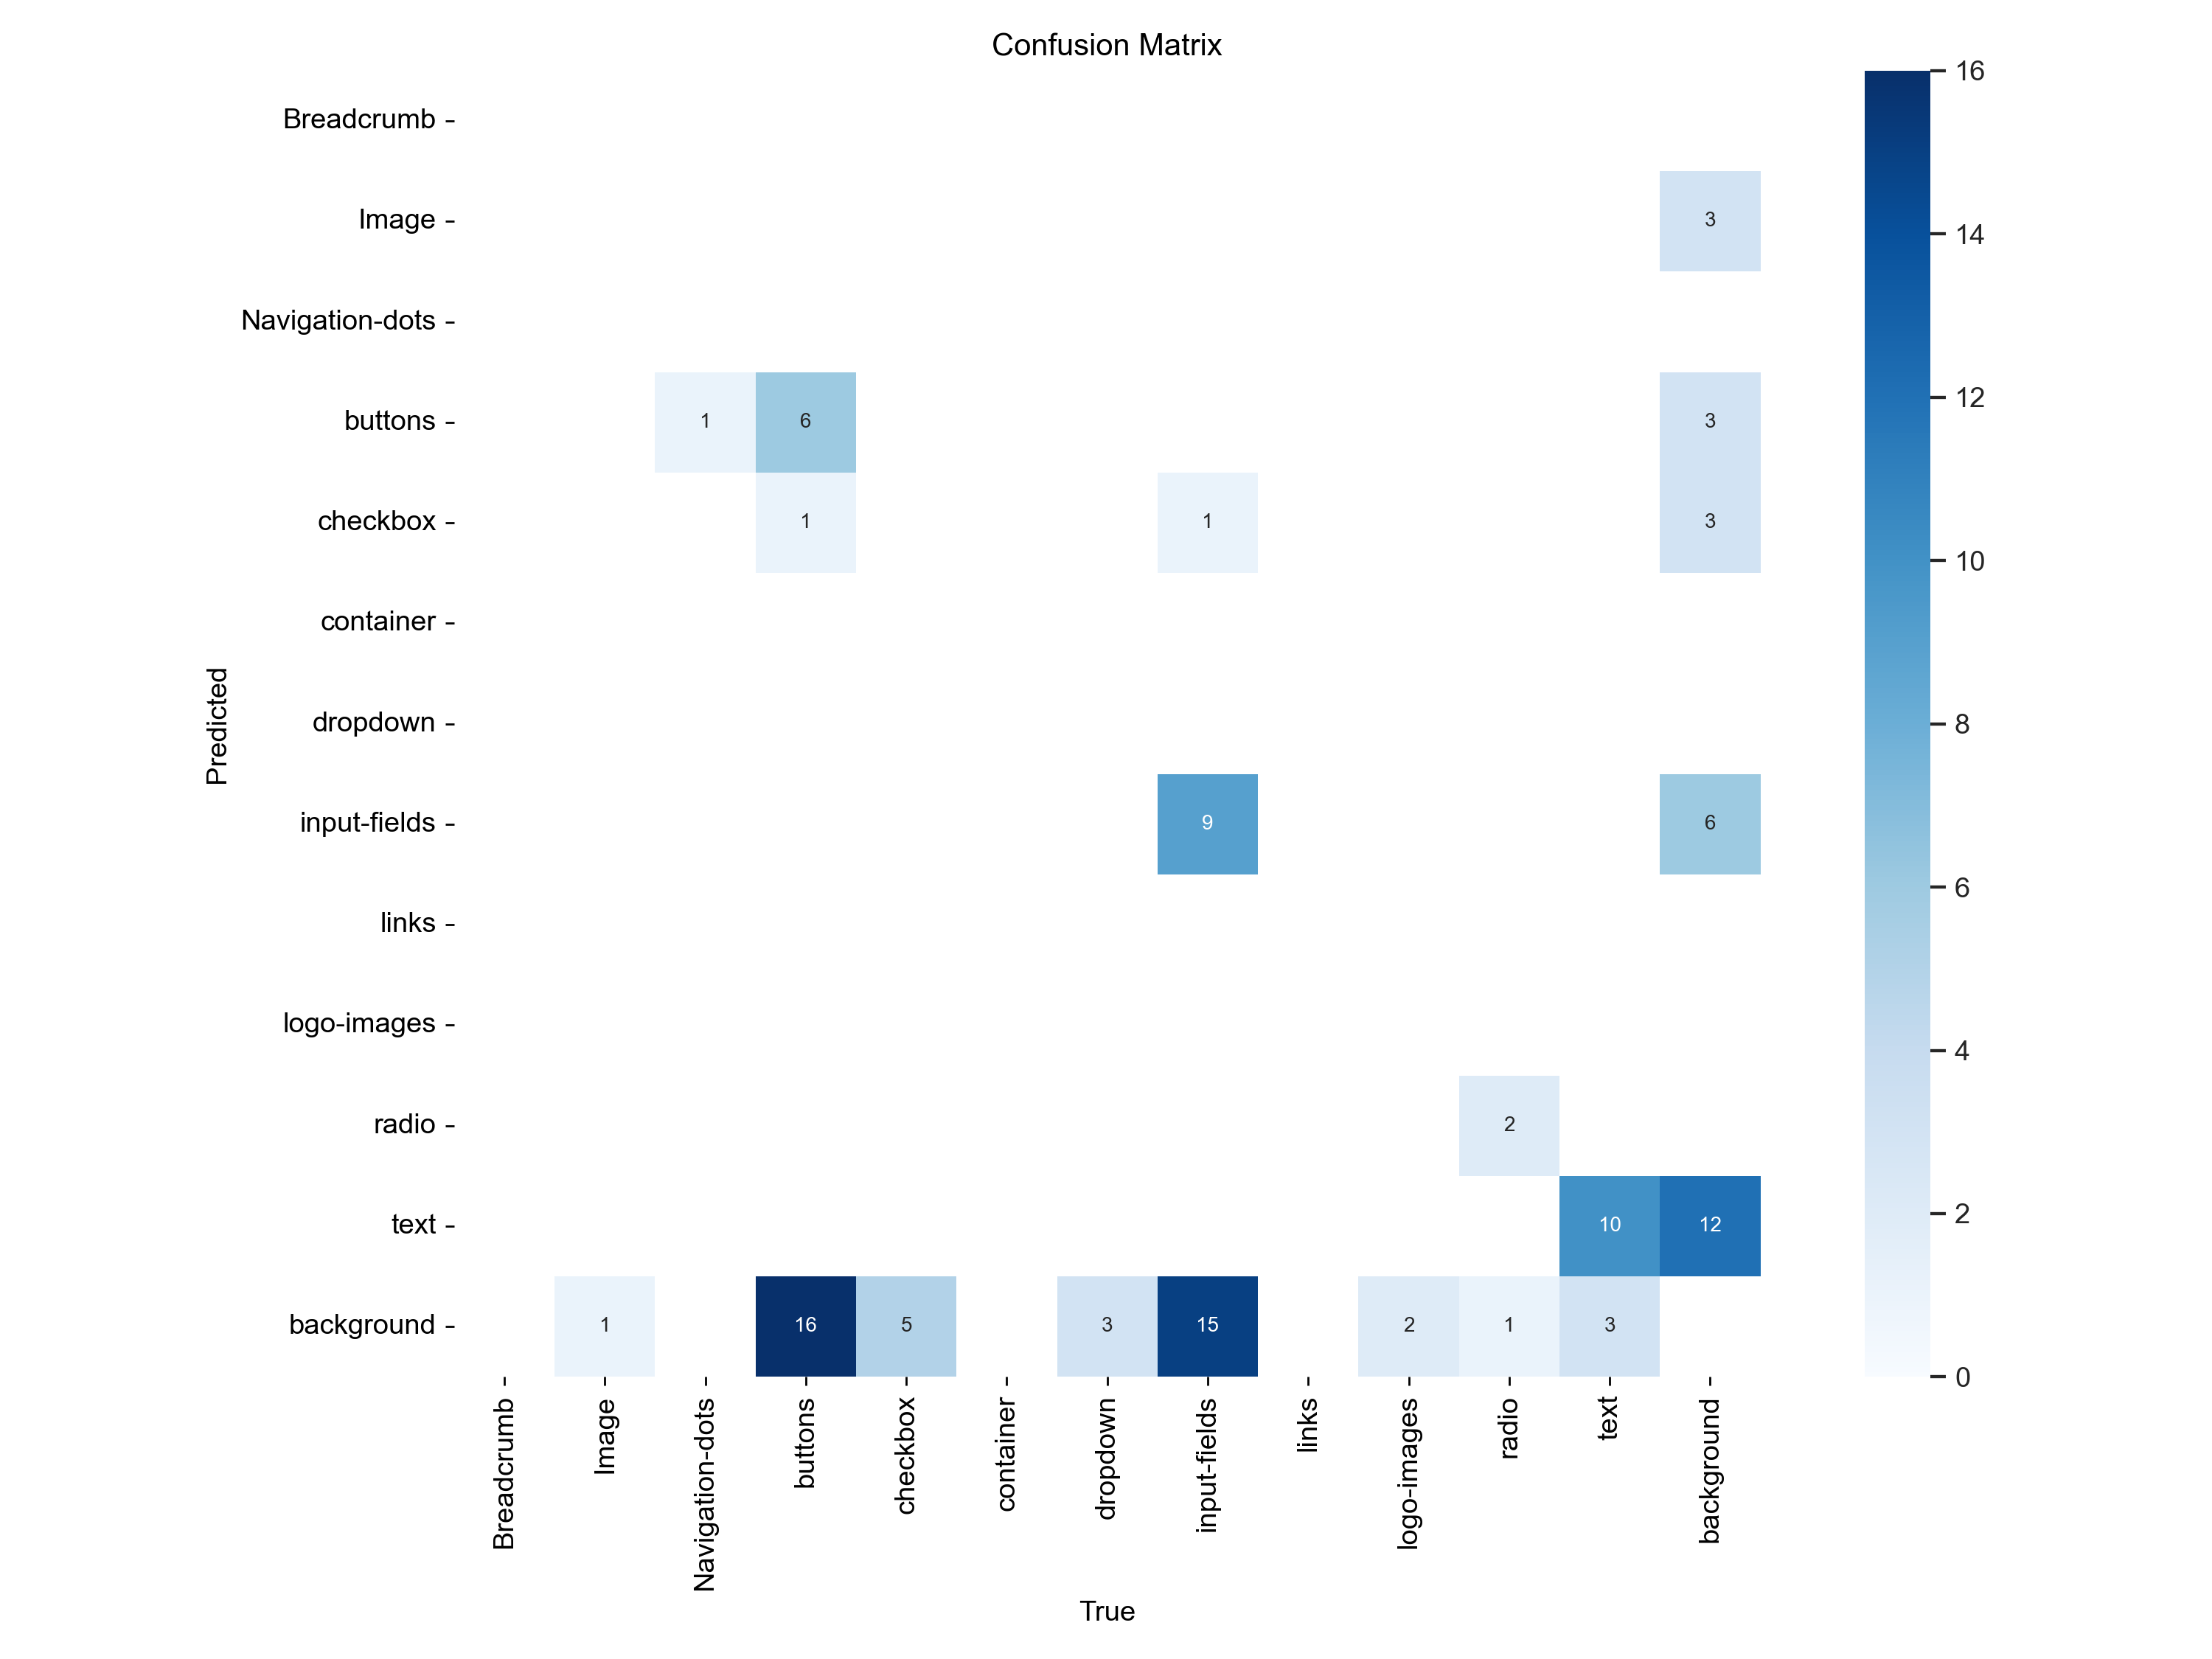 Confusion Matrix
Breadcrumb
Image 3
Navigation-dots
buttons 1 6 3
checkbox 1 1 3
container
dropdown
input-fields 9 6
links
logo-images
radio 2
text 10 12
background 1 16 5 3 15 2 1 3
Predicted
Breadcrumb
Image
Navigation-dots
buttons
checkbox
container
dropdown
input-fields
links
logo-images
radio
text
background
True
16
14
12
10
8
6
4
2
0